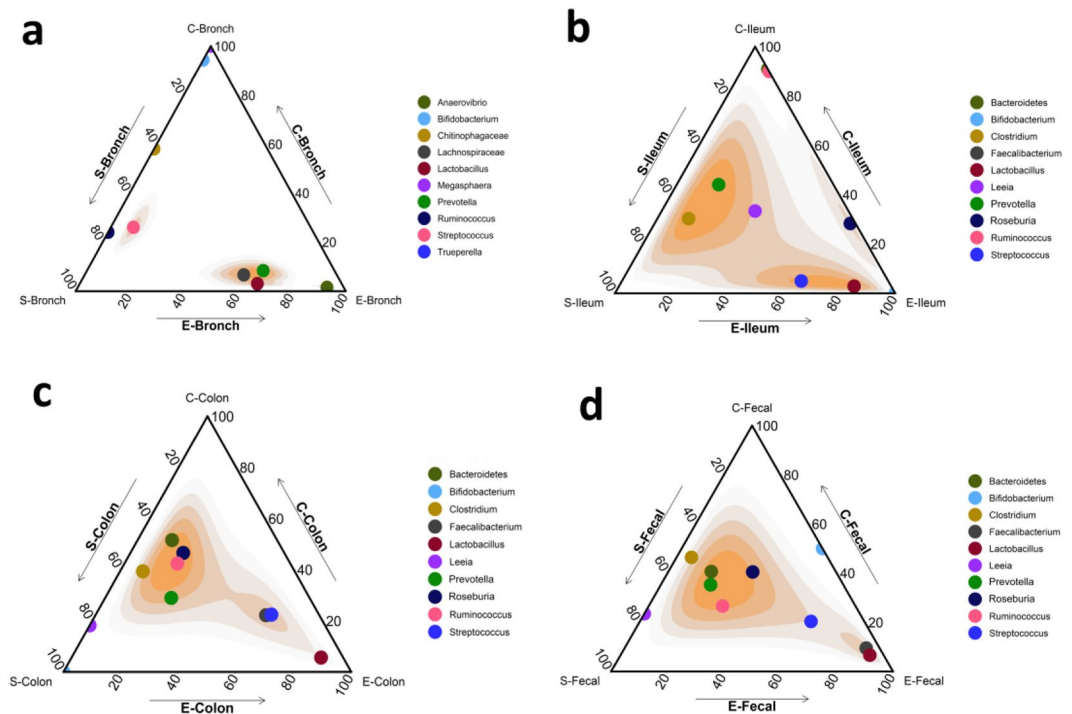 a
C-Bronch
100
20
80
40
60
S-Bronch
C-Bronch
60
40
80
20
100
S-Bronch
20
40
60
80
100
E-Bronch
E-Bronch
Anaerovibrio
Bifidobacterium
Chitinophagaceae
Lachnospiraceae
Lactobacillus
Megasphaera
Prevotella
Ruminococcus
Streptococcus
Trueperella
b
C-Ileum
100
20
80
40
60
S-Ileum
C-Ileum
60
40
80
20
100
S-Ileum
20
40
60
80
100
E-Ileum
E-Ileum
Bacteroidetes
Bifidobacterium
Clostridium
Faecalibacterium
Lactobacillus
Leeia
Prevotella
Roseburia
Ruminococcus
Streptococcus
c
C-Colon
100
20
80
40
60
S-Colon
C-Colon
60
40
80
20
100
S-Colon
20
40
60
80
100
E-Colon
E-Colon
Bacteroidetes
Bifidobacterium
Clostridium
Faecalibacterium
Lactobacillus
Leeia
Prevotella
Roseburia
Ruminococcus
Streptococcus
d
C-Fecal
100
20
80
40
60
S-Fecal
C-Fecal
60
40
80
20
100
S-Fecal
20
40
60
80
100
E-Fecal
E-Fecal
Bacteroidetes
Bifidobacterium
Clostridium
Faecalibacterium
Lactobacillus
Leeia
Prevotella
Roseburia
Ruminococcus
Streptococcus